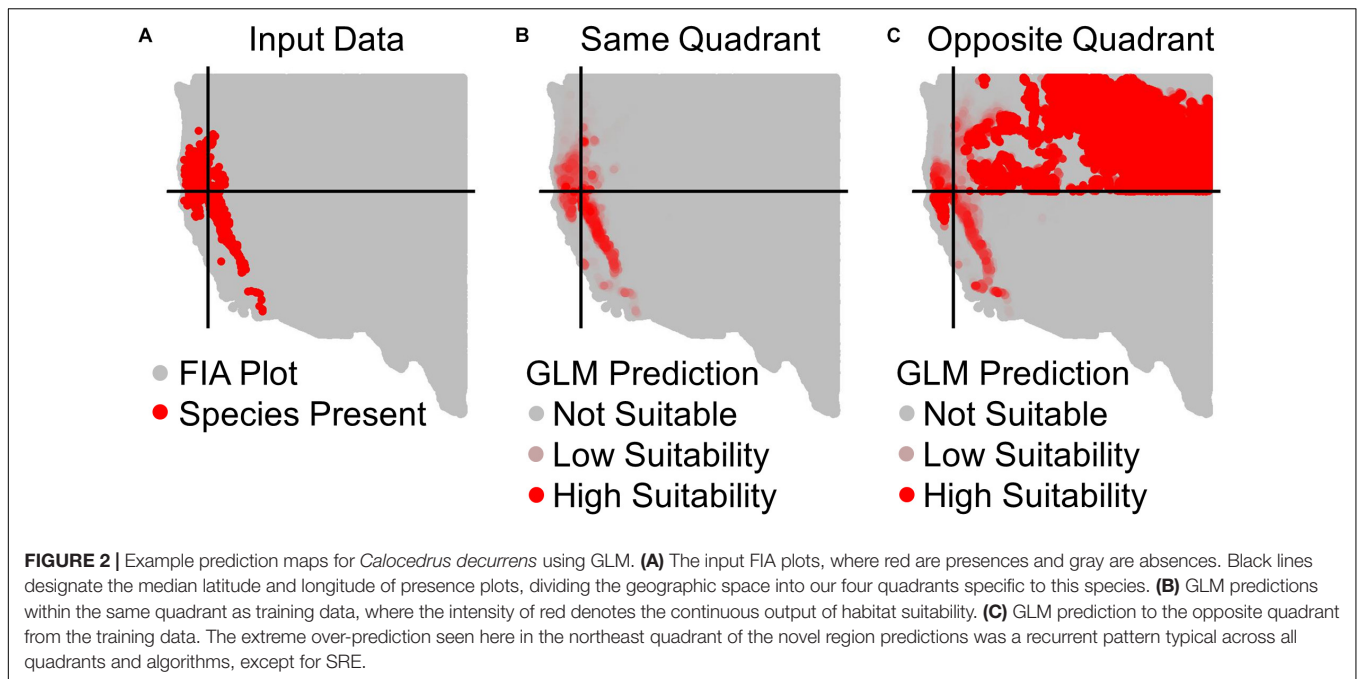 A Input Data
B Same Quadrant
C Opposite Quadrant
FIA Plot
Species Present
GLM Prediction
Not Suitable
Low Suitability
High Suitability
GLM Prediction
Not Suitable
Low Suitability
High Suitability
FIGURE 2 | Example prediction maps for Calocedrus decurrens using GLM. (A) The input FIA plots, where red are presences and gray are absences. Black lines
designate the median latitude and longitude of presence plots, dividing the geographic space into our four quadrants specific to this species. (B) GLM predictions
within the same quadrant as training data, where the intensity of red denotes the continuous output of habitat suitability. (C) GLM prediction to the opposite quadrant
from the training data. The extreme over-prediction seen here in the northeast quadrant of the novel region predictions was a recurrent pattern typical across all
quadrants and algorithms, except for SRE.